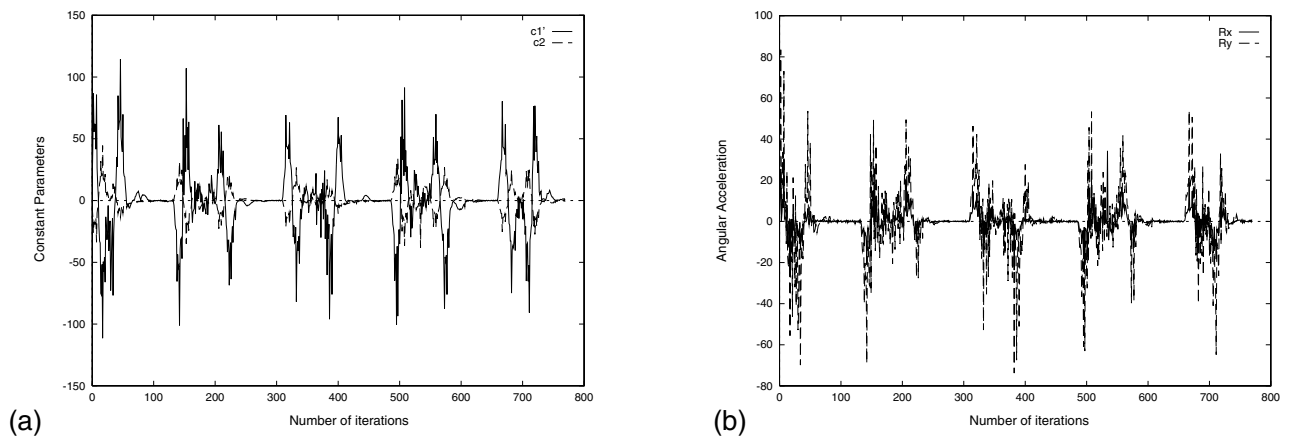 150
100
50
0
-50
-100
-150
Constant Parameters
c1'
c2
0 100 200 300 400 500 600 700 800
Number of iterations
(a)
100
80
60
40
20
0
-20
-40
-60
-80
Angular Acceleration
Rx
Ry
0 100 200 300 400 500 600 700 800
Number of iterations
(b)